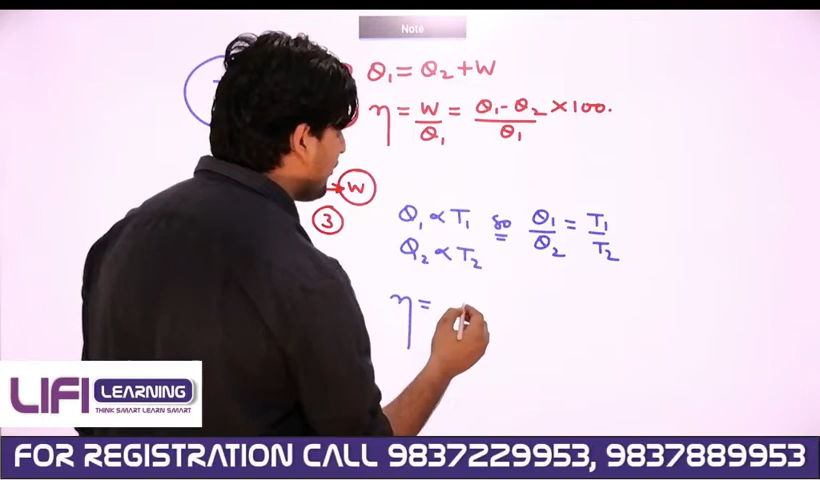 Note
Q₁ = Q₂ + W
η = W/Q₁ = (Q₁ - Q₂)/Q₁ × 100.
W
3
Q₁ ∝ T₁ so Q₁/Q₂ = T₁/T₂
Q₂ ∝ T₂
η =
LIFI LEARNING
THINK SMART LEARN SMART
FOR REGISTRATION CALL 9837229953, 9837889953